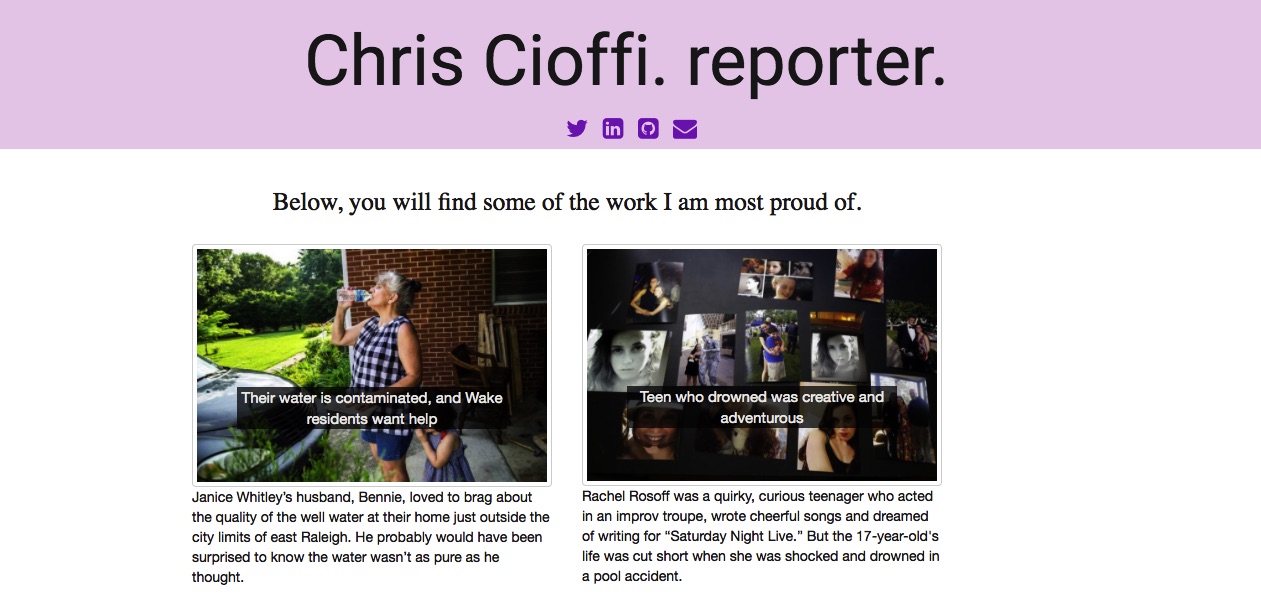 Chris Cioffi. reporter.
Below, you will find some of the work I am most proud of.
Their water is contaminated, and Wake
residents want help
Janice Whitley’s husband, Bennie, loved to brag about
the quality of the well water at their home just outside the
city limits of east Raleigh. He probably would have been
surprised to know the water wasn’t as pure as he
thought.
Teen who drowned was creative and
adventurous
Rachel Rosoff was a quirky, curious teenager who acted
in an improv troupe, wrote cheerful songs and dreamed
of writing for “Saturday Night Live.” But the 17-year-old's
life was cut short when she was shocked and drowned in
a pool accident.